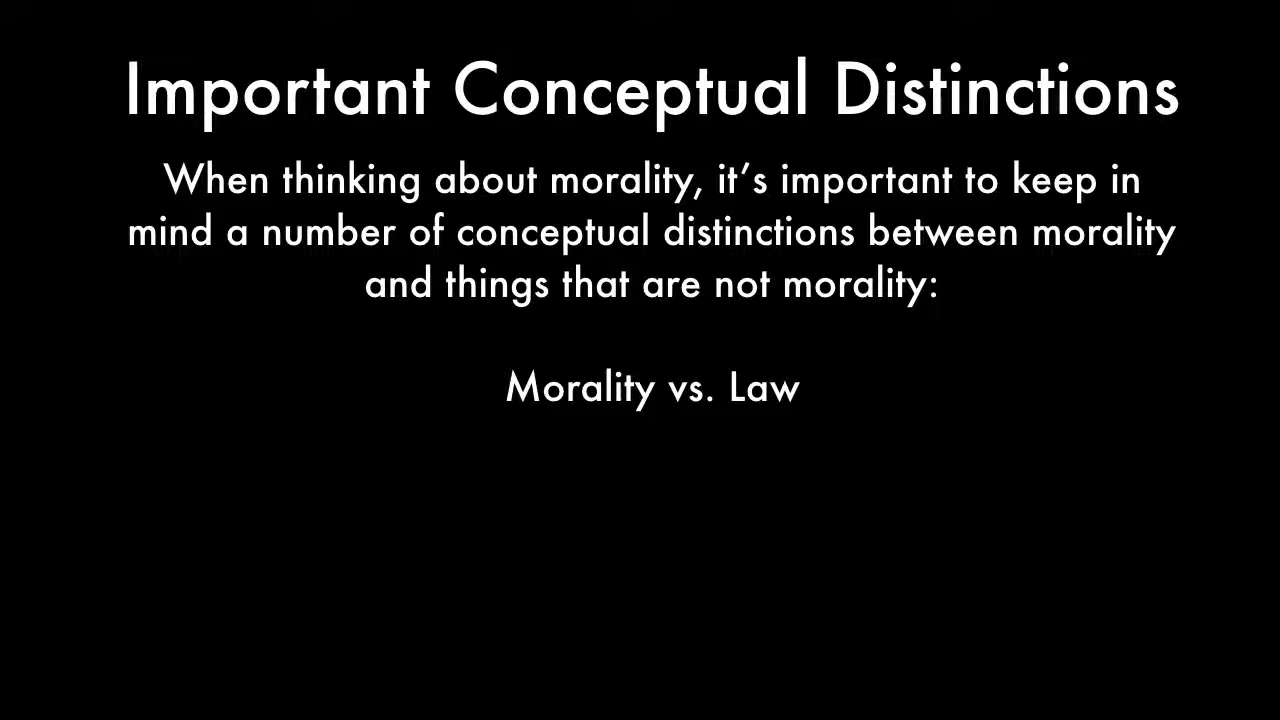 Important Conceptual Distinctions
When thinking about morality, it’s important to keep in
mind a number of conceptual distinctions between morality
and things that are not morality:
Morality vs. Law